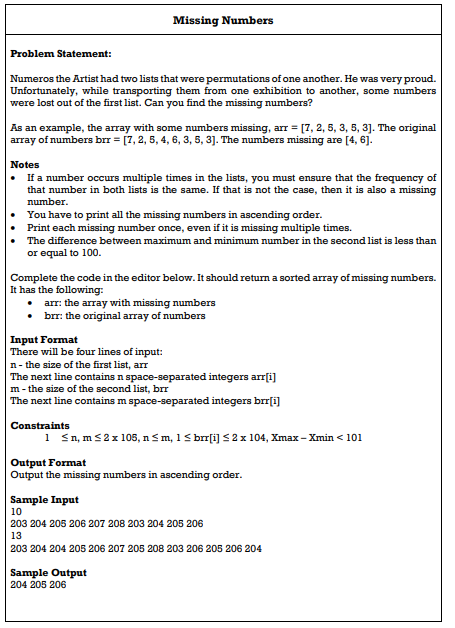 Missing Numbers
Problem Statement:
Numeros the Artist had two lists that were permutations of one another. He was very proud.
Unfortunately, while transporting them from one exhibition to another, some numbers
were lost out of the first list. Can you find the missing numbers?
As an example, the array with some numbers missing, arr = [7, 2, 5, 3, 5, 3]. The original
array of numbers brr = [7, 2, 5, 4, 6, 3, 5, 3]. The numbers missing are [4, 6].
Notes
• If a number occurs multiple times in the lists, you must ensure that the frequency of
that number in both lists is the same. If that is not the case, then it is also a missing
number.
• You have to print all the missing numbers in ascending order.
• Print each missing number once, even if it is missing multiple times.
• The difference between maximum and minimum number in the second list is less than
or equal to 100.
Complete the code in the editor below. It should return a sorted array of missing numbers.
It has the following:
• arr: the array with missing numbers
• brr: the original array of numbers
Input Format
There will be four lines of input:
n - the size of the first list, arr
The next line contains n space-separated integers arr[i]
m - the size of the second list, brr
The next line contains m space-separated integers brr[i]
Constraints
1 ≤ n, m ≤ 2 x 105, n ≤ m, 1 ≤ brr[i] ≤ 2 x 104, Xmax – Xmin < 101
Output Format
Output the missing numbers in ascending order.
Sample Input
10
203 204 205 206 207 208 203 204 205 206
13
203 204 204 205 206 207 205 208 203 206 205 206 204
Sample Output
204 205 206